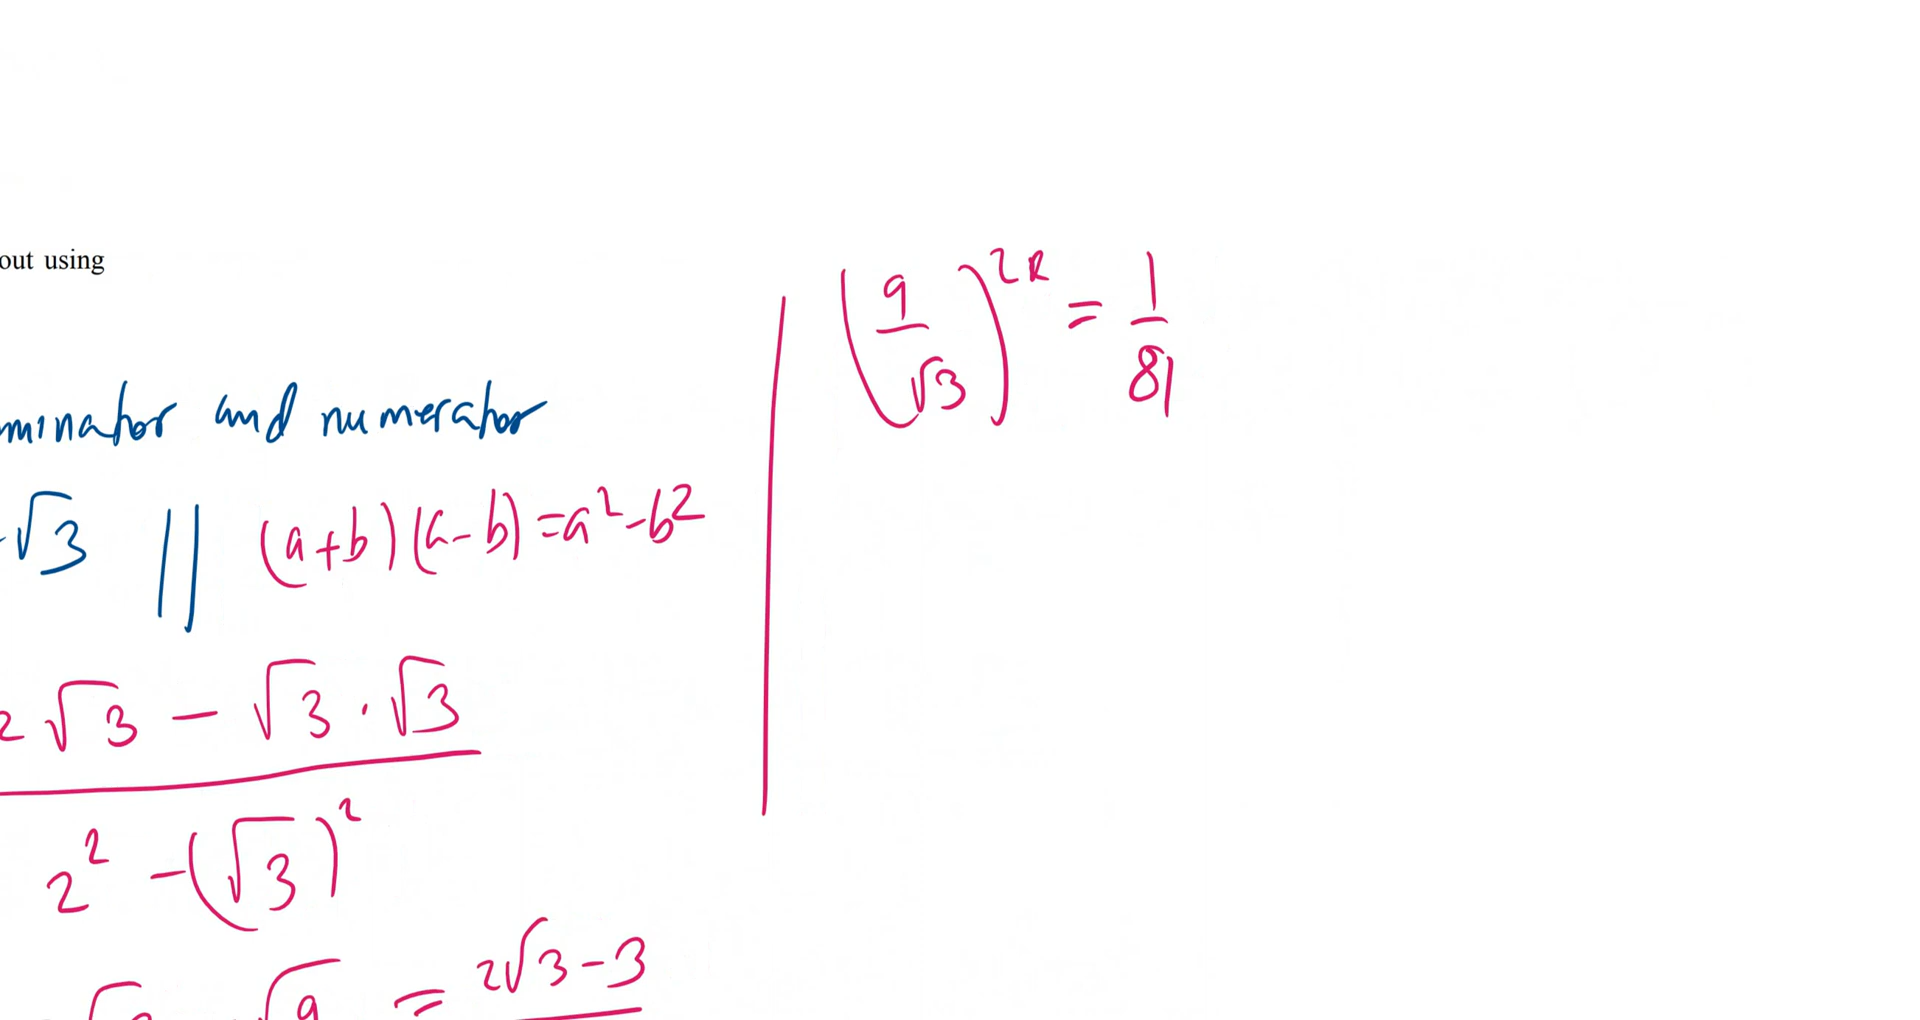 out using
(9/√3)^2R = 1/81
minator and numerator
-√3 || (a+b)(a-b)=a²-b²
2√3 - √3 · √3
2² - (√3)²
= 2√3-3